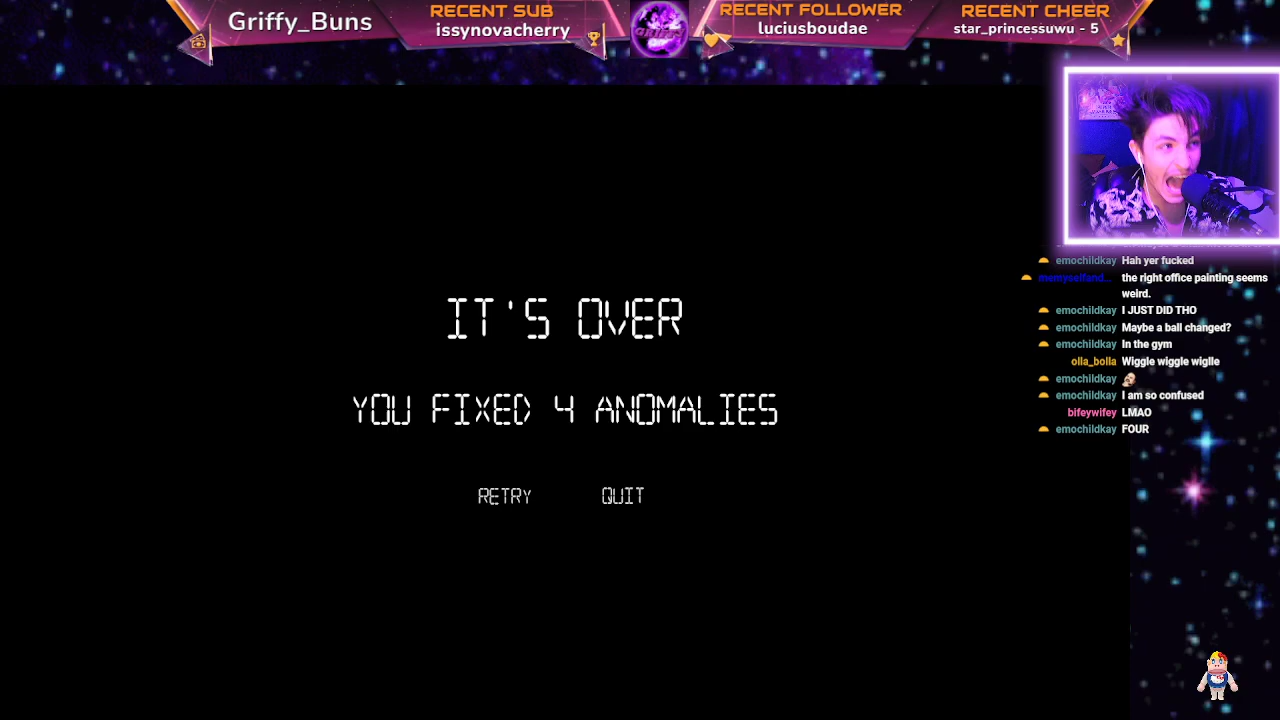 Griffy_Buns
RECENT SUB
issynovacherry
RECENT FOLLOWER
luciusboudae
RECENT CHEER
star_princessuwu - 5
emochildkay Hah yer fucked
the right office painting seems
weird.
emochildkay I JUST DID THO
emochildkay Maybe a ball changed?
emochildkay In the gym
olla_bolla Wiggle wiggle wiglle
emochildkay
emochildkay I am so confused
bifeywifey LMAO
emochildkay FOUR
IT'S OVER
YOU FIXED 4 ANOMALIES
RETRY QUIT